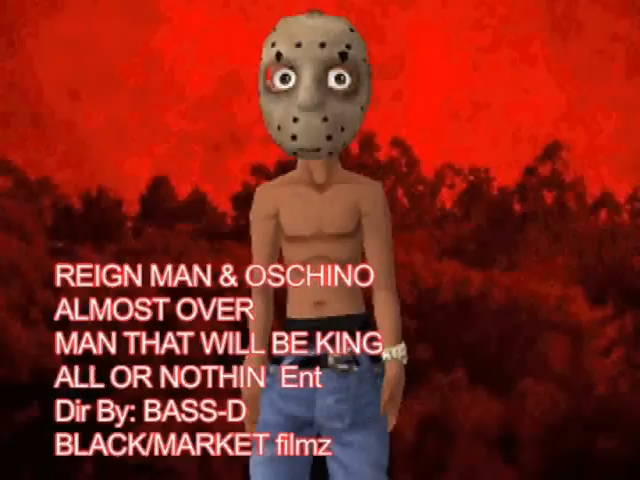 REIGN MAN & OSCHINO
ALMOST OVER
MAN THAT WILL BE KING
ALL OR NOTHIN Ent
Dir By: BASS-D
BLACK/MARKET filmz